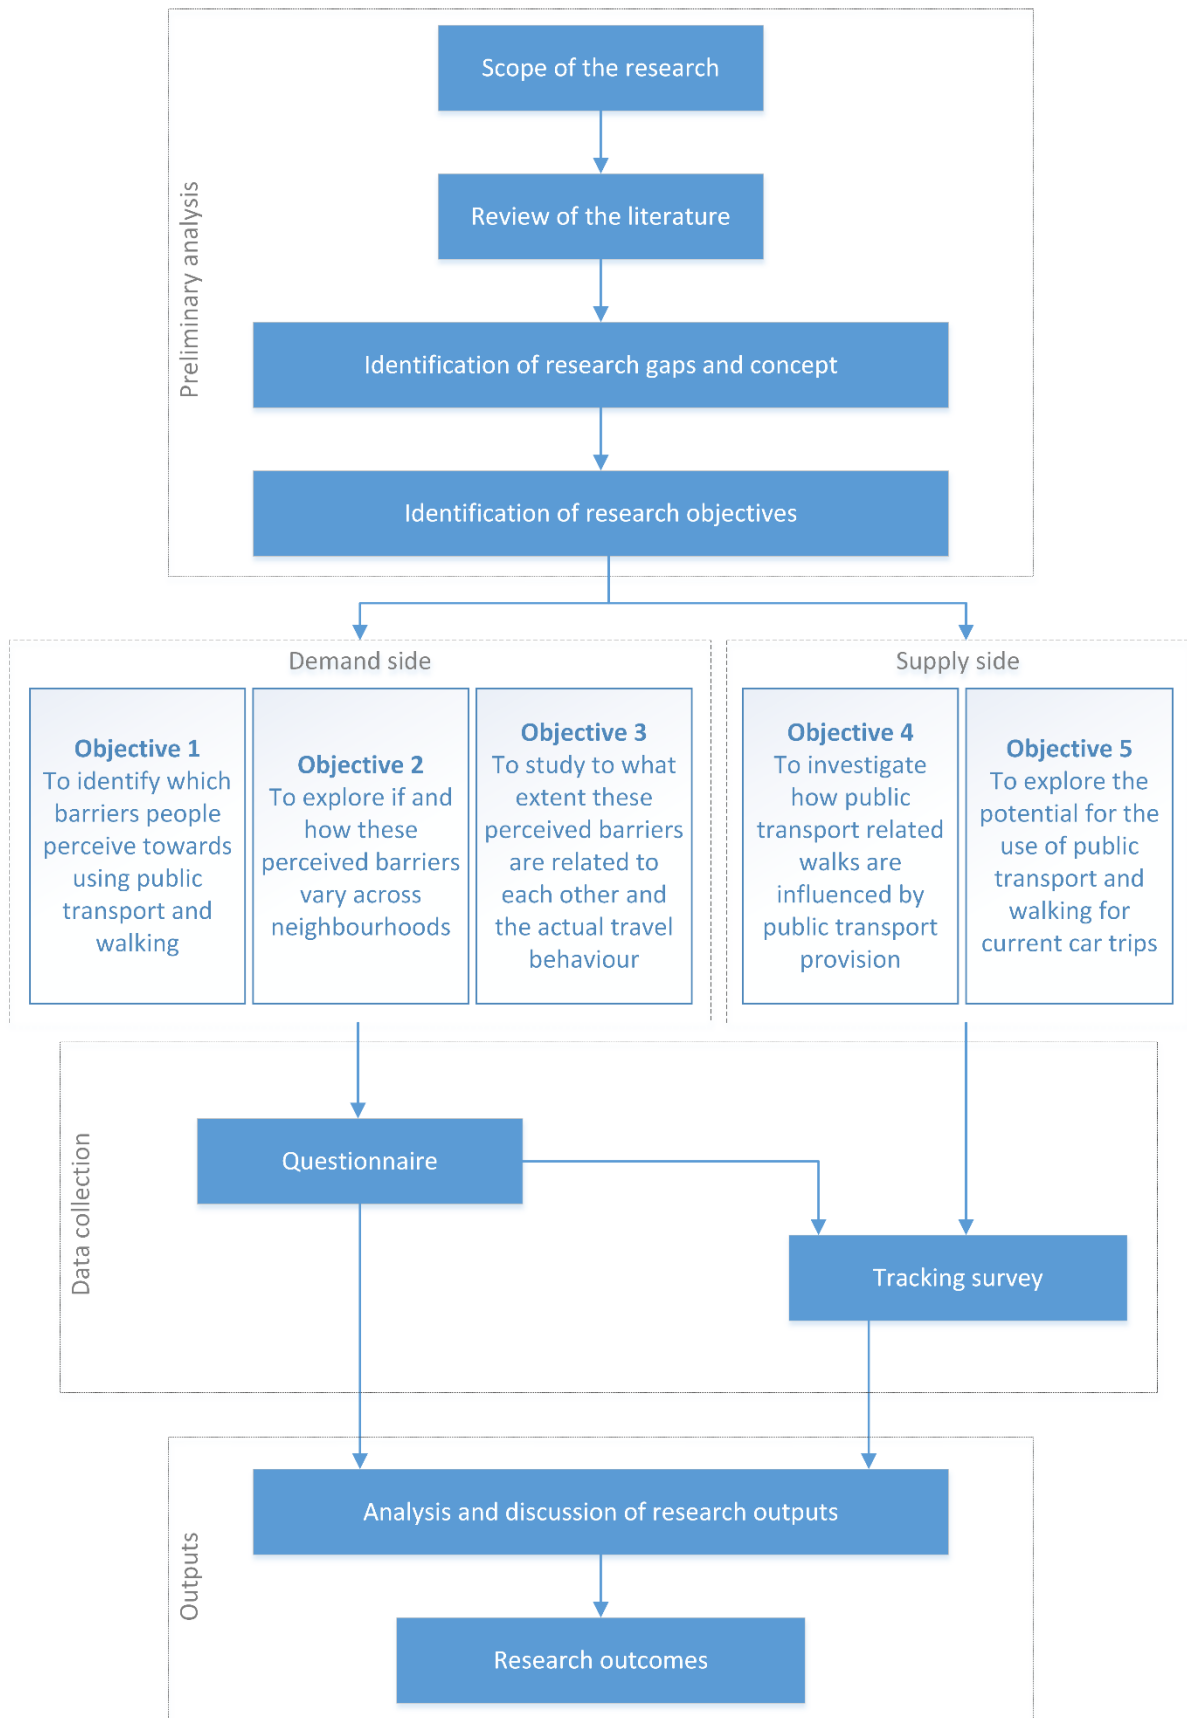 Preliminary analysis
Scope of the research
Review of the literature
Identification of research gaps and concept
Identification of research objectives
Demand side
Objective 1
To identify which
barriers people
perceive towards
using public
transport and
walking
Objective 2
To explore if and
how these
perceived barriers
vary across
neighbourhoods
Objective 3
To study to what
extent these
perceived barriers
are related to
each other and
the actual travel
behaviour
Supply side
Objective 4
To investigate
how public
transport related
walks are
influenced by
public transport
provision
Objective 5
To explore the
potential for the
use of public
transport and
walking for
current car trips
Data collection
Questionnaire
Tracking survey
Outputs
Analysis and discussion of research outputs
Research outcomes